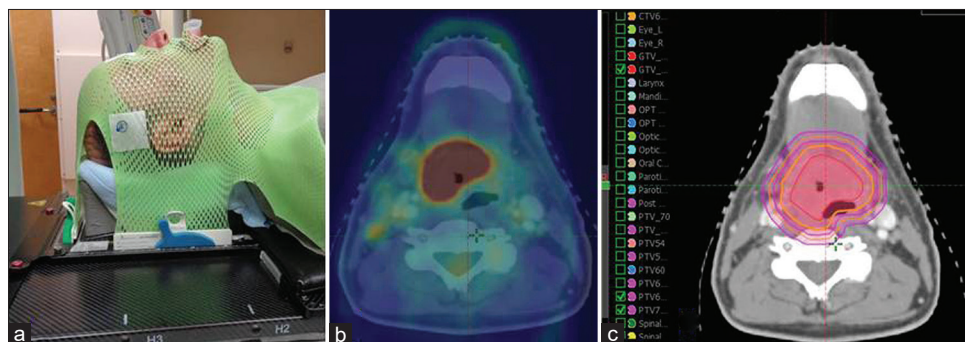 a
H3
H2
b
c
CTV6...
Eye_L
Eye_R
GTV_...
GTV_...
Larynx
Mandi...
OPT ...
OPT ...
Optic...
Optic...
Oral C...
Paroti...
Paroti...
Post ...
PTV_70
PTV_...
PTV54
PTV5...
PTV60
PTV6...
PTV6...
PTV7...
Spinal...
Spinal...